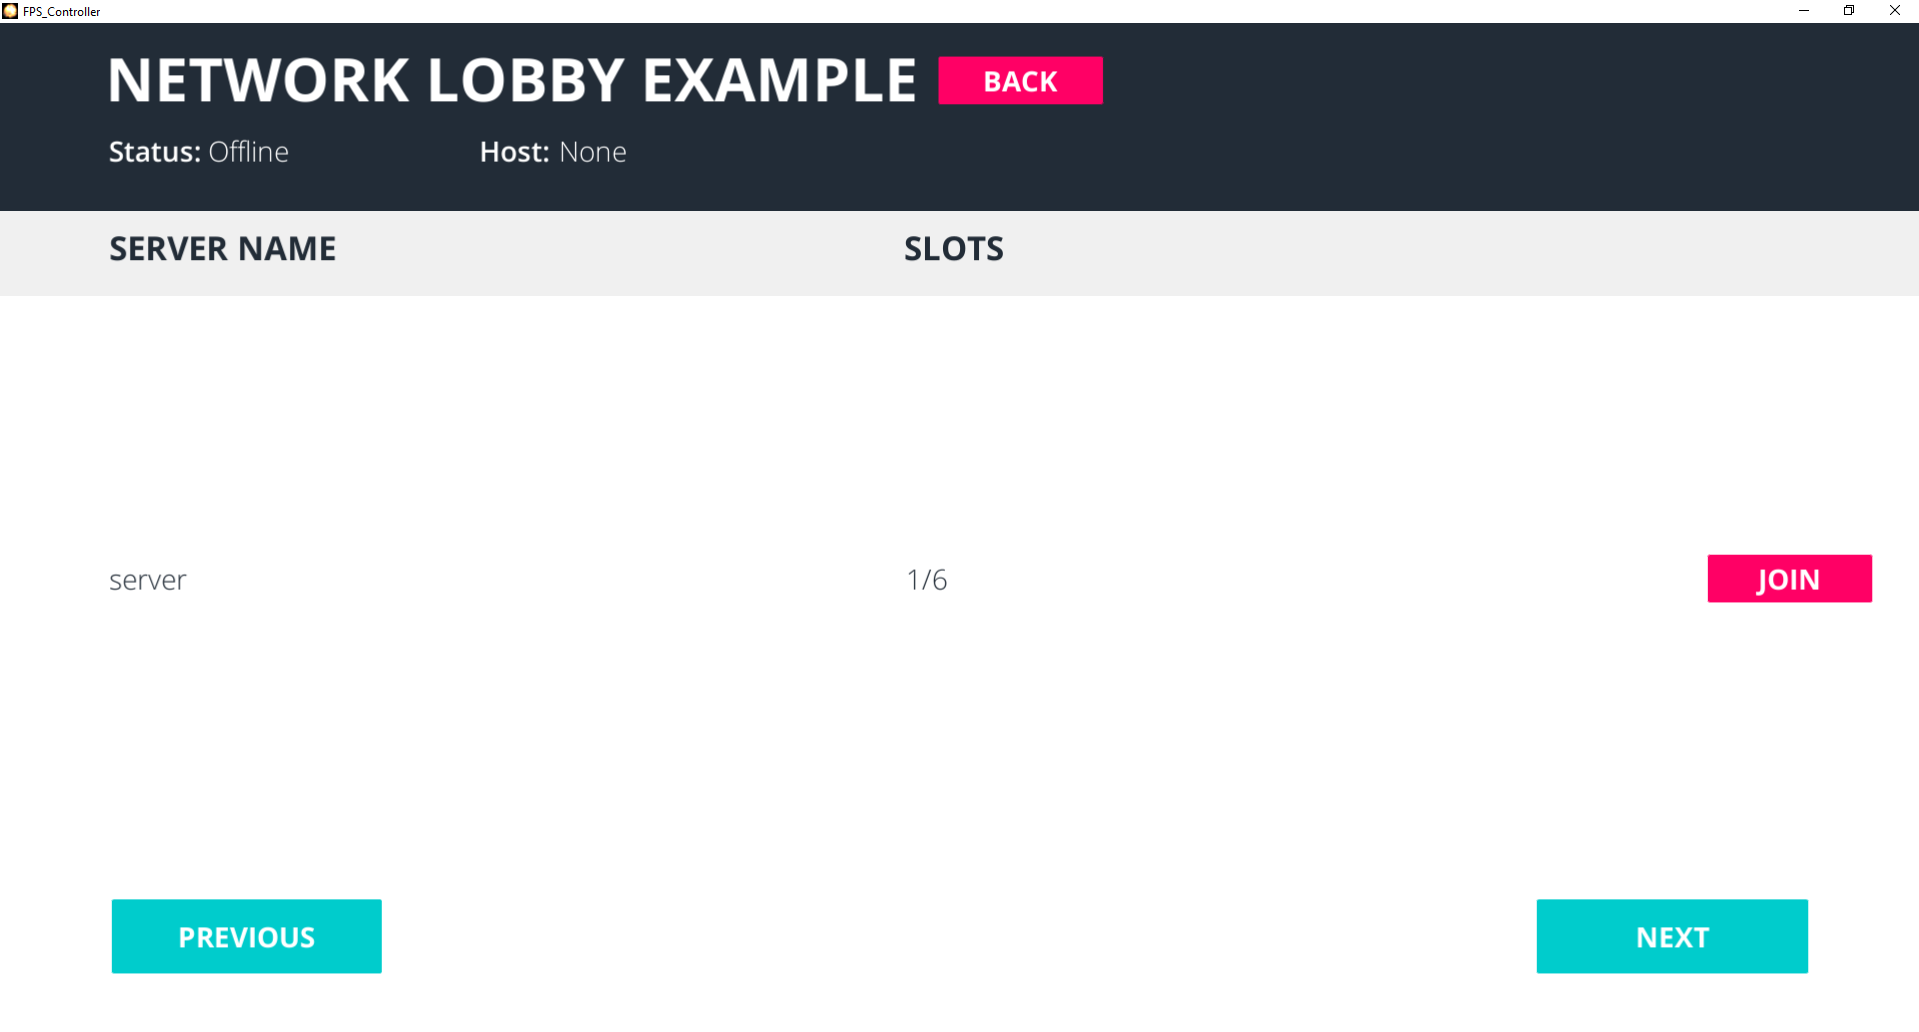 FPS_Controller
NETWORK LOBBY EXAMPLE BACK
Status: Offline Host: None
SERVER NAME SLOTS
server 1/6 JOIN
PREVIOUS NEXT